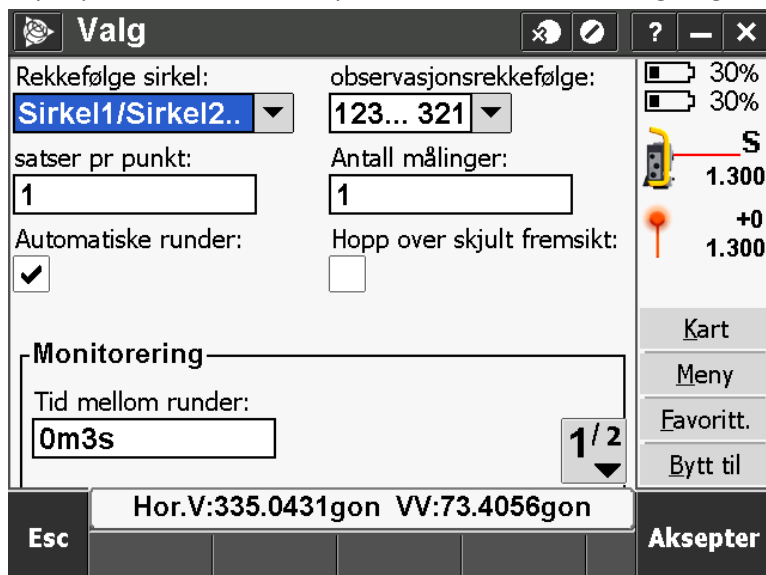 Valg
?
Rekkefølge sirkel:
observasjonsrekkefølge:
Sirkel1/Sirkel2..
123... 321
satser pr punkt:
Antall målinger:
1
1
Automatiske runder:
Hopp over skjult fremsikt:
Monitorering
Tid mellom runder:
0m3s
1/2
30%
30%
S
1.300
+0
1.300
Kart
Meny
Favoritt.
Bytt til
Hor.V:335.0431gon VV:73.4056gon
Esc
Aksepter